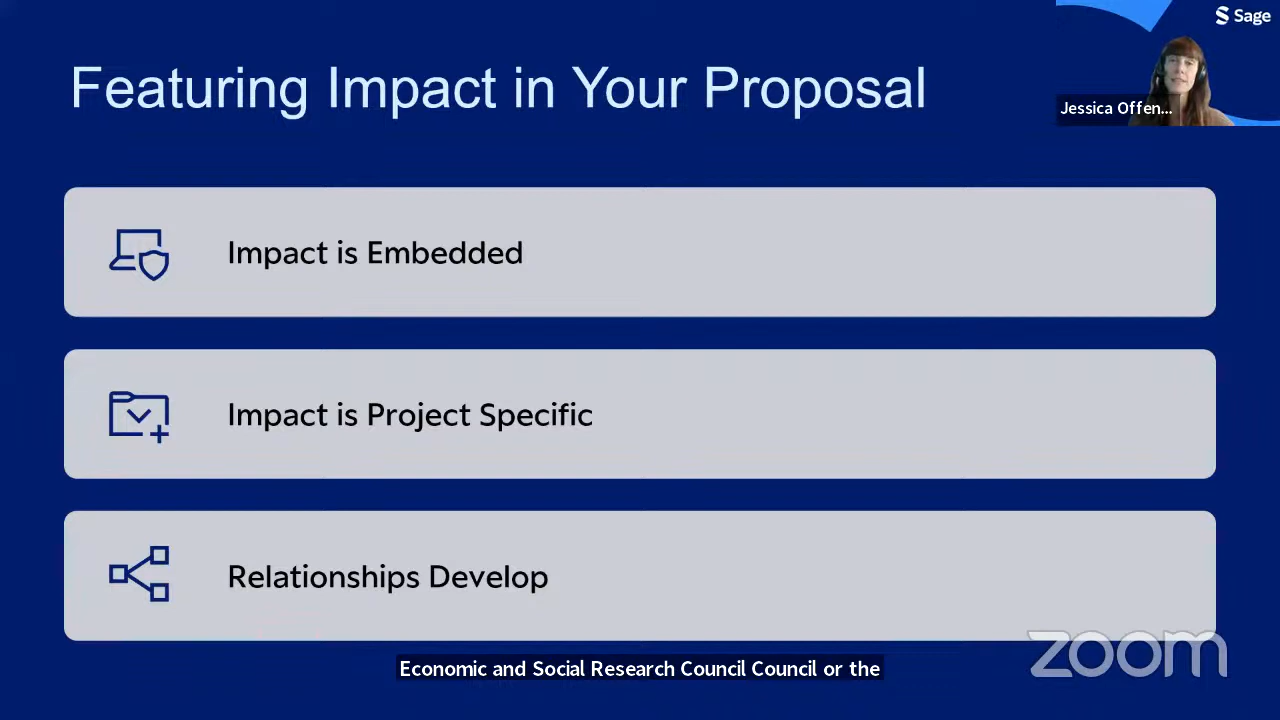 Sage
Featuring Impact in Your Proposal
Jessica Offen...
Impact is Embedded
Impact is Project Specific
Relationships Develop
zoom
Economic and Social Research Council Council or the